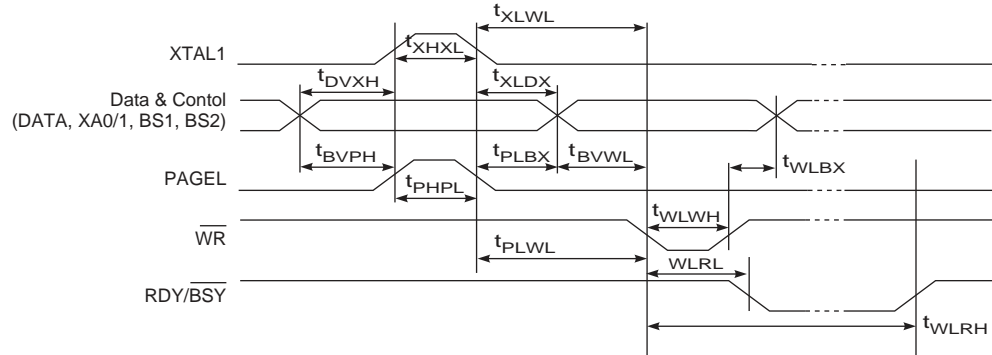 tXLWL
XTAL1
tXHXL
tDVXH
tXLDX
Data & Contol
(DATA, XA0/1, BS1, BS2)
tBVPH
tPLBX
tBVWL
tWLBX
PAGEL
tPHPL
tWLWH
WR
tPLWL
WLRL
RDY/BSY
tWLRH